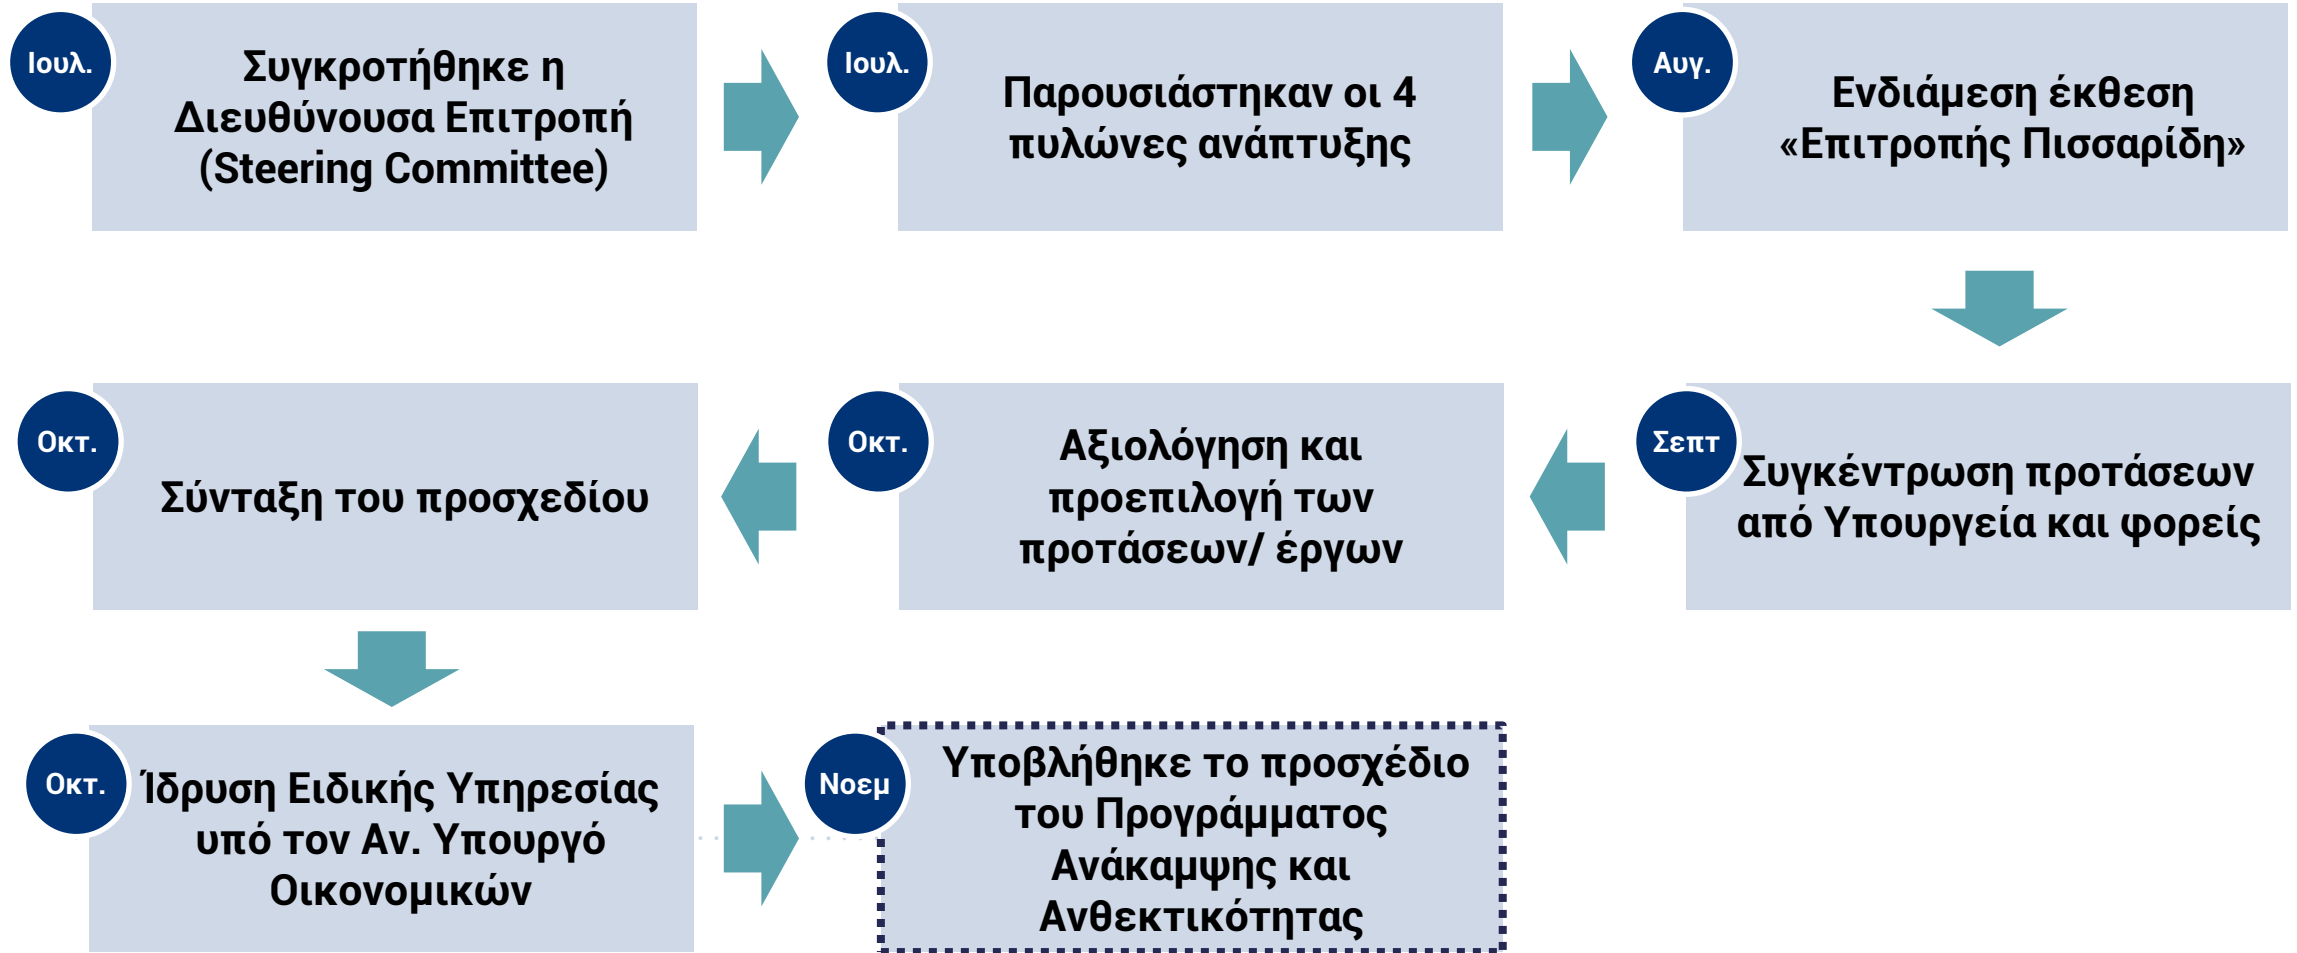 Ιουλ.
Συγκροτήθηκε η
Διευθύνουσα Επιτροπή
(Steering Committee)
Ιουλ.
Παρουσιάστηκαν οι 4
πυλώνες ανάπτυξης
Αυγ.
Ενδιάμεση έκθεση
«Επιτροπής Πισσαρίδη»
Σεπτ
Συγκέντρωση προτάσεων
από Υπουργεία και φορείς
Οκτ.
Αξιολόγηση και
προεπιλογή των
προτάσεων/ έργων
Οκτ.
Σύνταξη του προσχεδίου
Οκτ.
Ίδρυση Ειδικής Υπηρεσίας
υπό τον Αν. Υπουργό
Οικονομικών
Νοεμ
Υποβλήθηκε το προσχέδιο
του Προγράμματος
Ανάκαμψης και
Ανθεκτικότητας